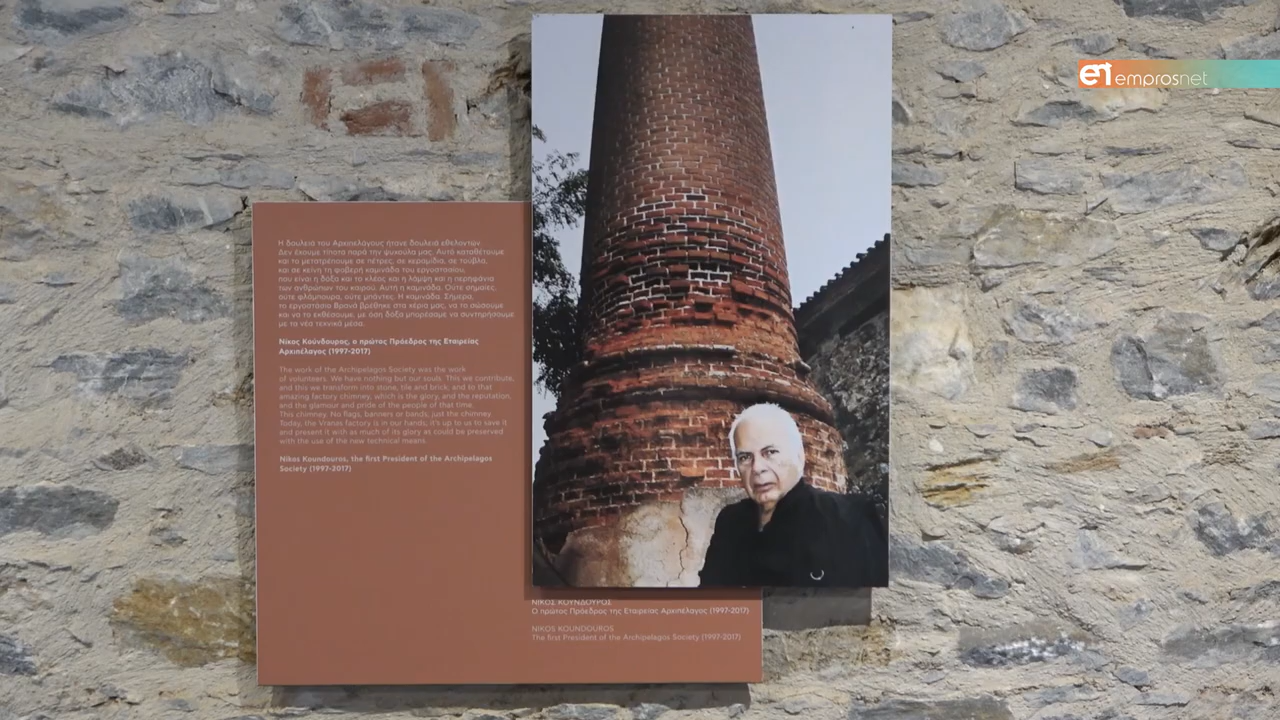 emprosnet
Η δουλειά του Αρχιπελάγους ήτανε δουλειά εθελοντών.
Δεν έχουμε τίποτα παρά την ψυχούλα μας. Αυτό καταθέτουμε
και το μετατρέπουμε σε πέτρες, σε κεραμίδια, σε τούβλα,
και σε κείνη τη φοβερή καμινάδα του εργοστασίου,
που είναι η δόξα και το κλέος και η λάμψη και η περηφάνια
των ανθρώπων του καιρού. Αυτή η καμινάδα. Ούτε σημαίες,
ούτε φλάμπουρα, ούτε μπάντες. Η καμινάδα. Σήμερα,
το εργοστάσιο Βρανά βρέθηκε στα χέρια μας, να το σώσουμε
και να το εκθέσουμε, με όση δόξα μπορέσαμε να συντηρήσουμε
με τα νέα τεχνικά μέσα.
Νίκος Κούνδουρος, ο πρώτος Πρόεδρος της Εταιρείας
Αρχιπέλαγος (1997-2017)
The work of the Archipelagos Society was the work
of volunteers. We have nothing but our souls. This we contribute,
and this we transform into stone, tile and brick, and to that
amazing factory chimney, which is the glory, and the reputation,
and the glamour and pride of the people of that time.
This chimney. No flags, banners or bands, just the chimney.
Today, the Vranas factory is in our hands; it's up to us to save it
and present it with as much of its glory as could be preserved
with the use of the new technical means.
Nikos Koundouros, the first President of the Archipelagos
Society (1997-2017)
ΝΙΚΟΣ ΚΟΥΝΔΟΥΡΟΣ
Ο πρώτος Πρόεδρος της Εταιρείας Αρχιπέλαγος (1997-2017)
NIKOS KOUNDOUROS
The first President of the Archipelagos Society (1997-2017)